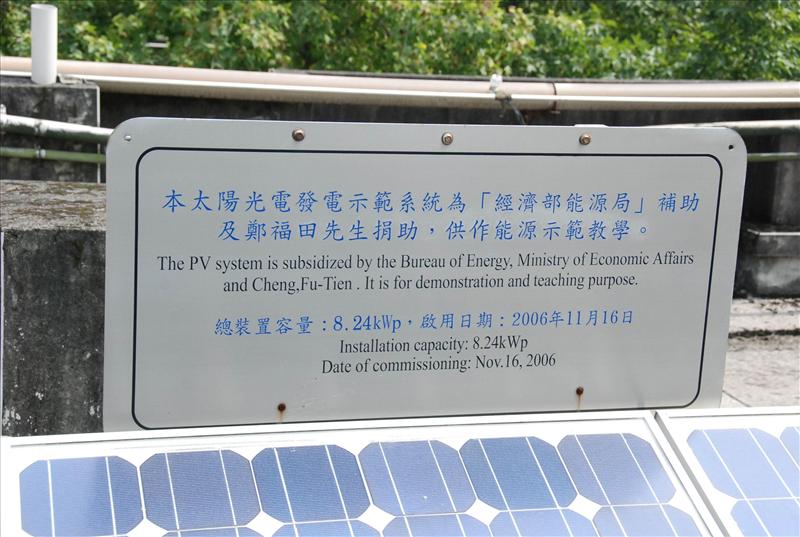 本太陽光電發電示範系統為「經濟部能源局」補助
及鄭福田先生捐助，供作能源示範教學。
The PV system is subsidized by the Bureau of Energy, Ministry of Economic Affairs
and Cheng,Fu-Tien . It is for demonstration and teaching purpose.
總裝置容量：8.24kWp，啟用日期：2006年11月16日
Installation capacity: 8.24kWp
Date of commissioning: Nov.16, 2006